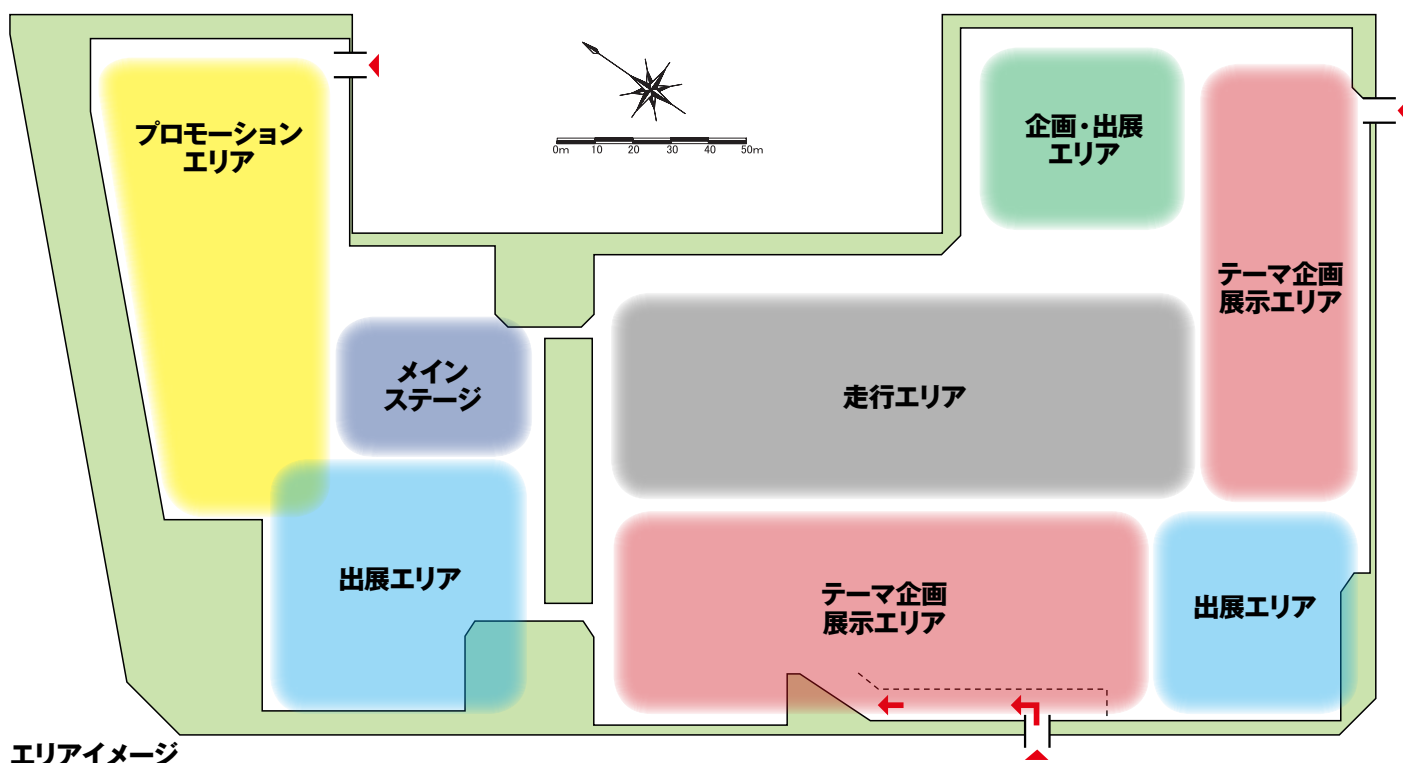 プロモーション
エリア
0m 10 20 30 40 50m
企画・出展
エリア
テーマ企画
展示エリア
メイン
ステージ
走行エリア
出展エリア
テーマ企画
展示エリア
出展エリア
エリアイメージ